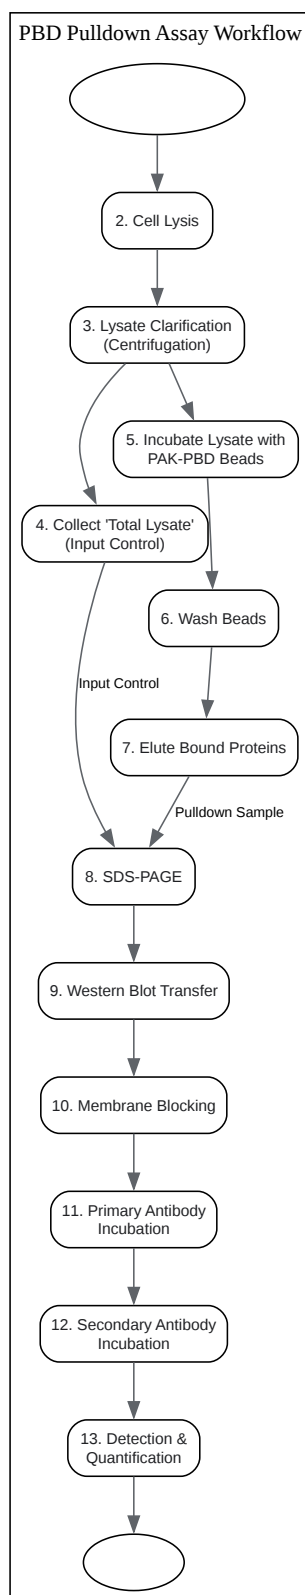 PBD Pulldown Assay Workflow
2. Cell Lysis
3. Lysate Clarification
(Centrifugation)
5. Incubate Lysate with
PAK-PBD Beads
4. Collect 'Total Lysate'
(Input Control)
6. Wash Beads
Input Control
7. Elute Bound Proteins
Pulldown Sample
8. SDS-PAGE
9. Western Blot Transfer
10. Membrane Blocking
11. Primary Antibody
Incubation
12. Secondary Antibody
Incubation
13. Detection &
Quantification